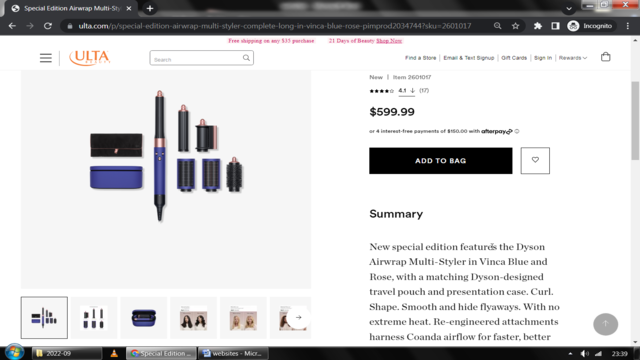 Special Edition Airwrap Multi-Styl
Incognito
ulta.com/p/special-edition-airwrap-multi-styler-complete-long-in-vinca-blue-rose-pimprod2034744?sku=2601017
Free shipping on any $35 purchase 21 Days of Beauty Shop Now!
ULTA
BEAUTY
Search
Find a Store Email & Text Signup Gift Cards Sign In Rewards
New Item 2601017
4.1 (17)
$599.99
or 4 interest-free payments of $150.00 with afterpay
ADD TO BAG
Summary
New special edition features the Dyson
Airwrap Multi-Styler in Vinca Blue and
Rose, with a matching Dyson-designed
travel pouch and presentation case. Curl.
Shape. Smooth and hide flyaways. With no
extreme heat. Re-engineered attachments
harness Coanda airflow for faster, better
2022-09
Special Edition
websites - Micr...
23:39